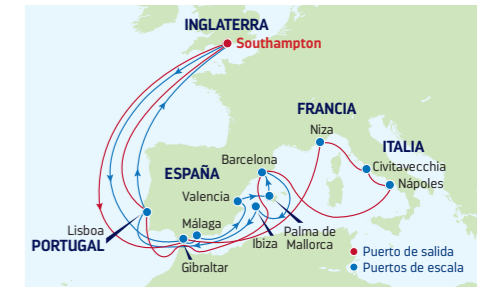 INGLATERRA
Southampton
FRANCIA
Niza
ITALIA
Civitavecchia
Nápoles
Barcelona
ESPAÑA
Valencia
Palma de
Mallorca
Lisboa
PORTUGAL
Málaga
Ibiza
Gibraltar
Puerto de salida
Puertos de escala